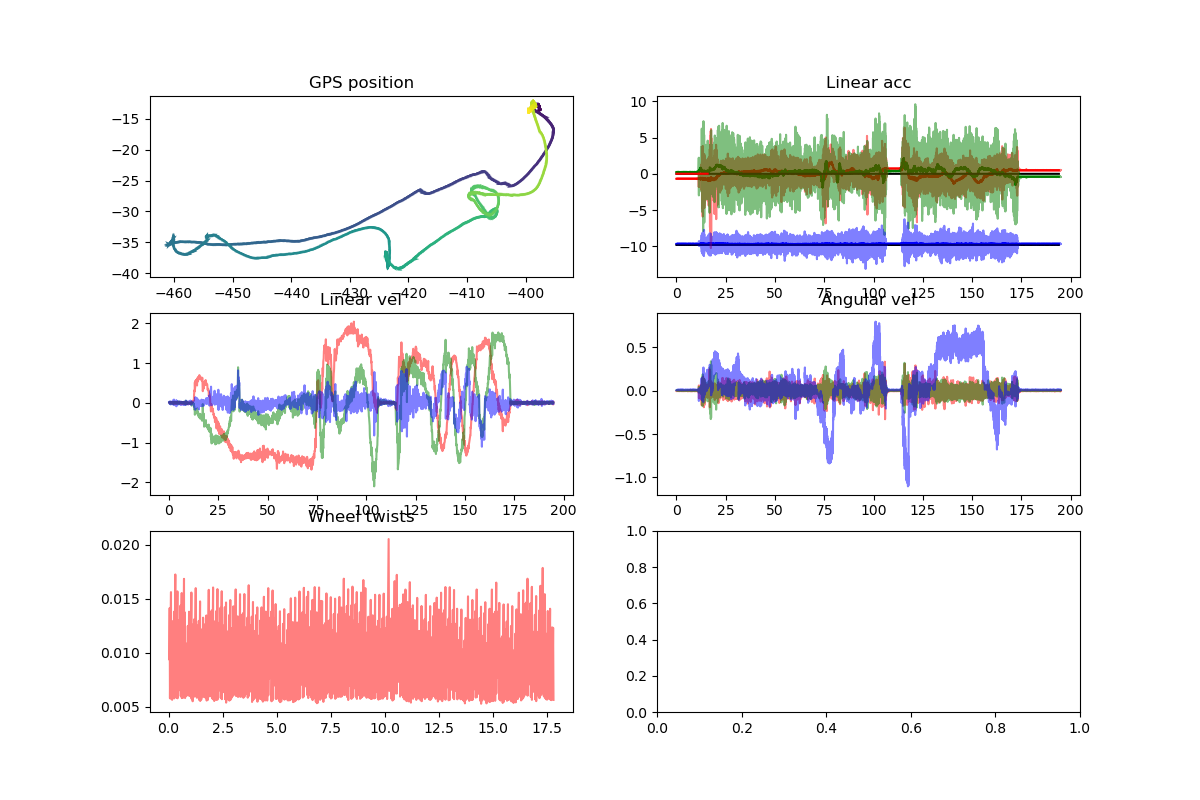 GPS position
−15
−20
−25
−30
−35
−40
−460 −450 −440 −430 −420 −410 −400
Linear acc
10
5
0
−5
−10
0 25 50 75 100 125 150 175 200
Linear vel
2
1
0
−1
−2
0 25 50 75 100 125 150 175 200
Angular vel
0.5
0.0
−0.5
−1.0
0 25 50 75 100 125 150 175 200
Wheel twists
0.020
0.015
0.010
0.005
0.0 2.5 5.0 7.5 10.0 12.5 15.0 17.5
1.0
0.8
0.6
0.4
0.2
0.0
0.0 0.2 0.4 0.6 0.8 1.0